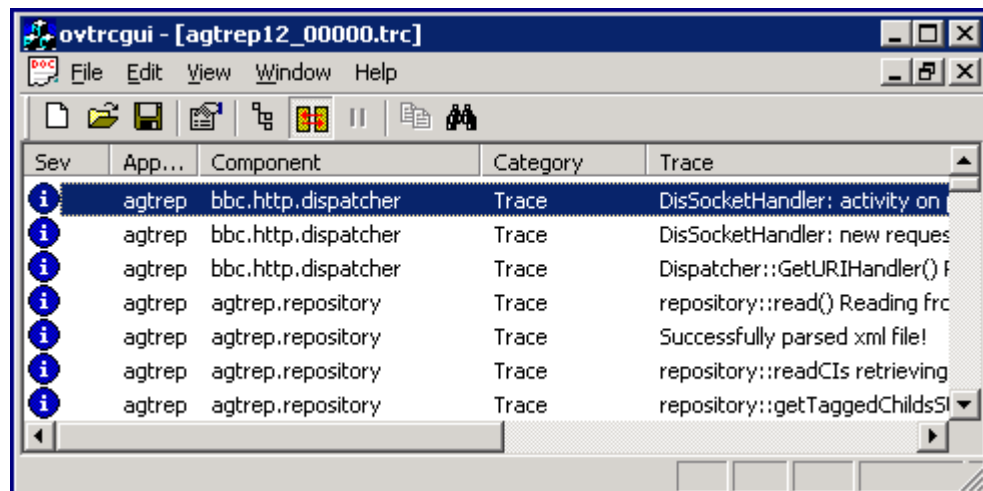 ovtrcgui - [agtrep12_00000.trc]
DOC File Edit View Window Help
Sev App... Component Category Trace
i agtrep bbc.http.dispatcher Trace DisSocketHandler: activity on
i agtrep bbc.http.dispatcher Trace DisSocketHandler: new reques
i agtrep bbc.http.dispatcher Trace Dispatcher::GetURIHandler()
i agtrep agtrep.repository Trace repository::read() Reading frc
i agtrep agtrep.repository Trace Successfully parsed xml file!
i agtrep agtrep.repository Trace repository::readCIs retrieving
i agtrep agtrep.repository Trace repository::getTaggedChildsS